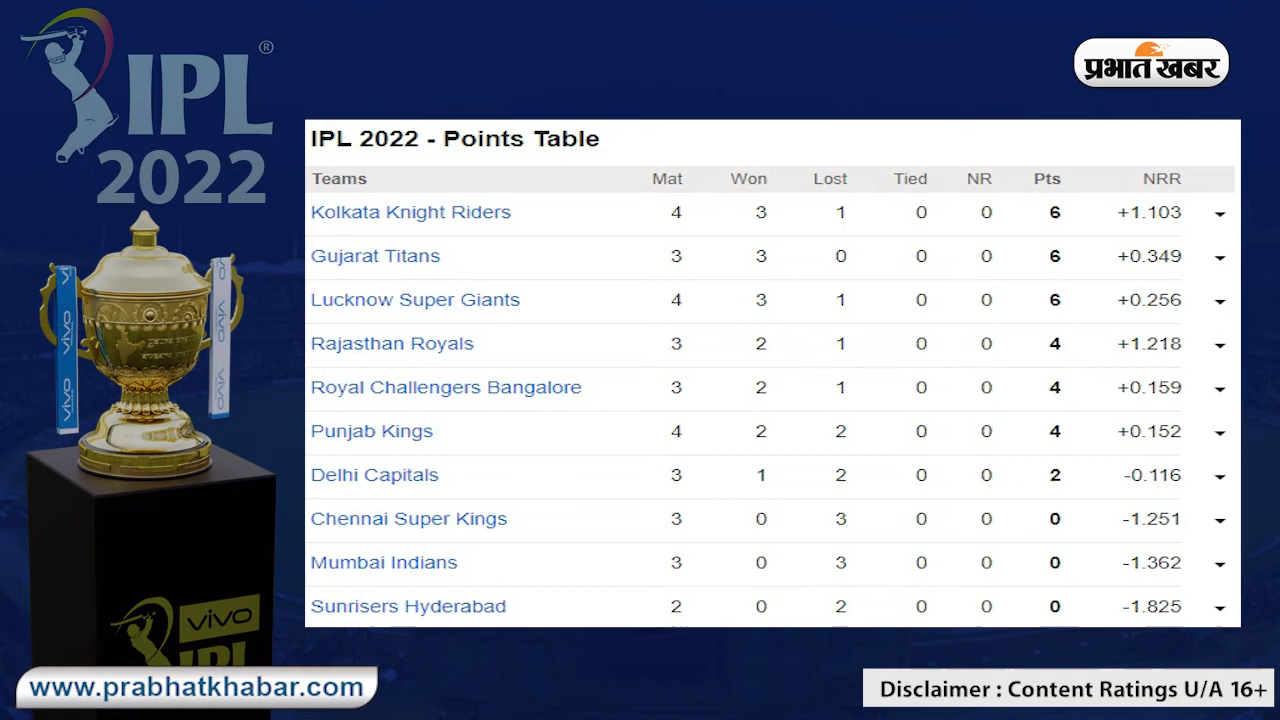 IPL ®
2022
प्रभात खबर
IPL 2022 - Points Table
Teams Mat Won Lost Tied NR Pts NRR
Kolkata Knight Riders 4 3 1 0 0 6 +1.103
Gujarat Titans 3 3 0 0 0 6 +0.349
Lucknow Super Giants 4 3 1 0 0 6 +0.256
Rajasthan Royals 3 2 1 0 0 4 +1.218
Royal Challengers Bangalore 3 2 1 0 0 4 +0.159
Punjab Kings 4 2 2 0 0 4 +0.152
Delhi Capitals 3 1 2 0 0 2 -0.116
Chennai Super Kings 3 0 3 0 0 0 -1.251
Mumbai Indians 3 0 3 0 0 0 -1.362
Sunrisers Hyderabad 2 0 2 0 0 0 -1.825
vivo
vivo
vivo
vivo
vivo
IPL
www.prabhatkhabar.com
Disclaimer : Content Ratings U/A 16+